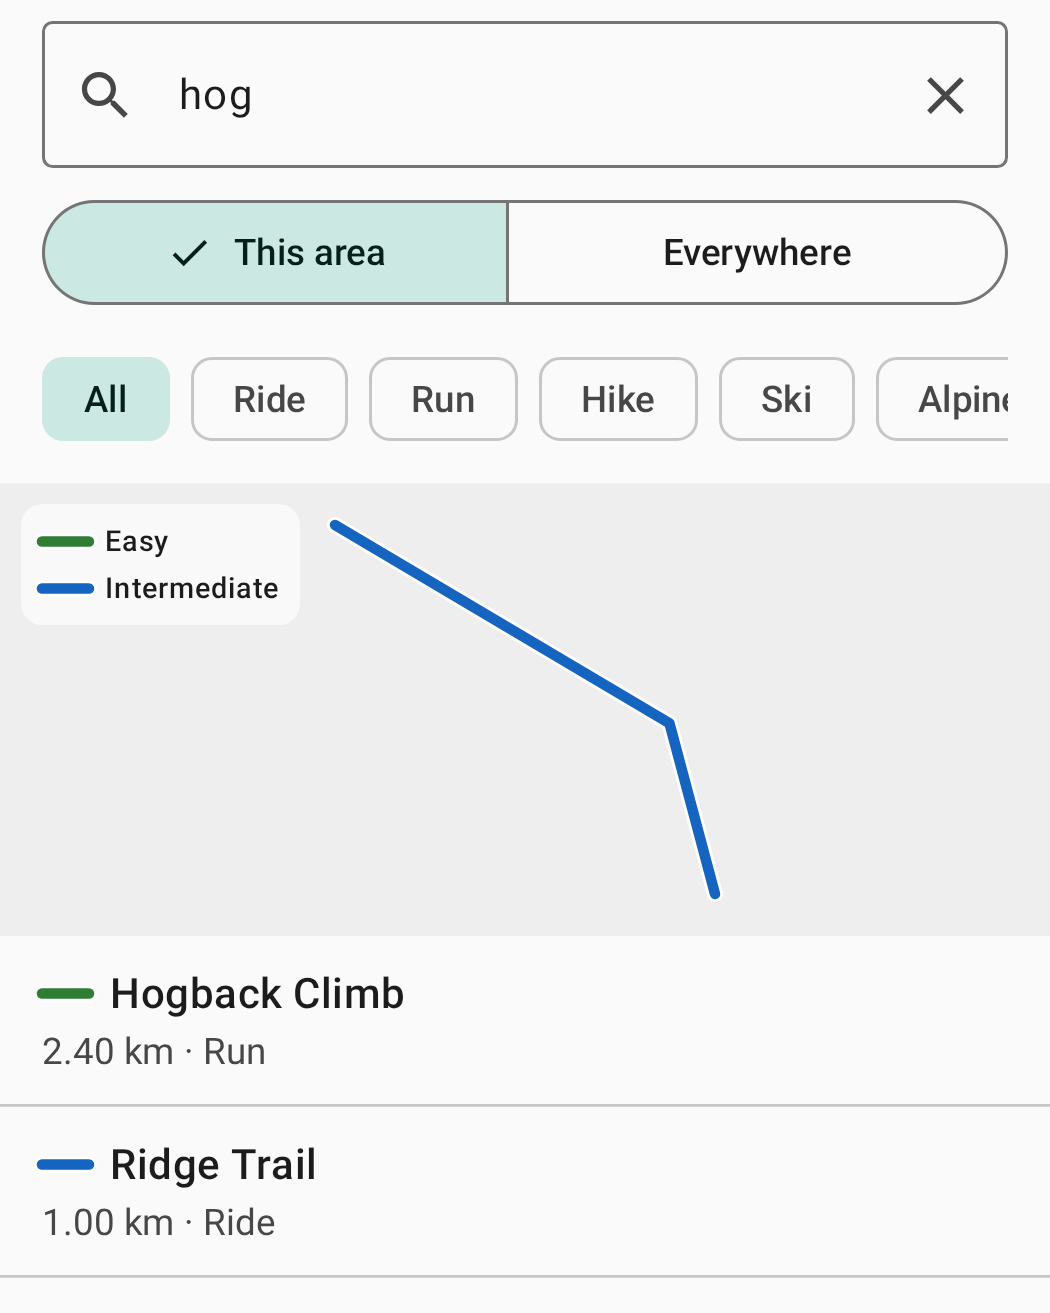 hog
This area
Everywhere
All
Ride
Run
Hike
Ski
Alpine
Easy
Intermediate
Hogback Climb
2.40 km · Run
Ridge Trail
1.00 km · Ride